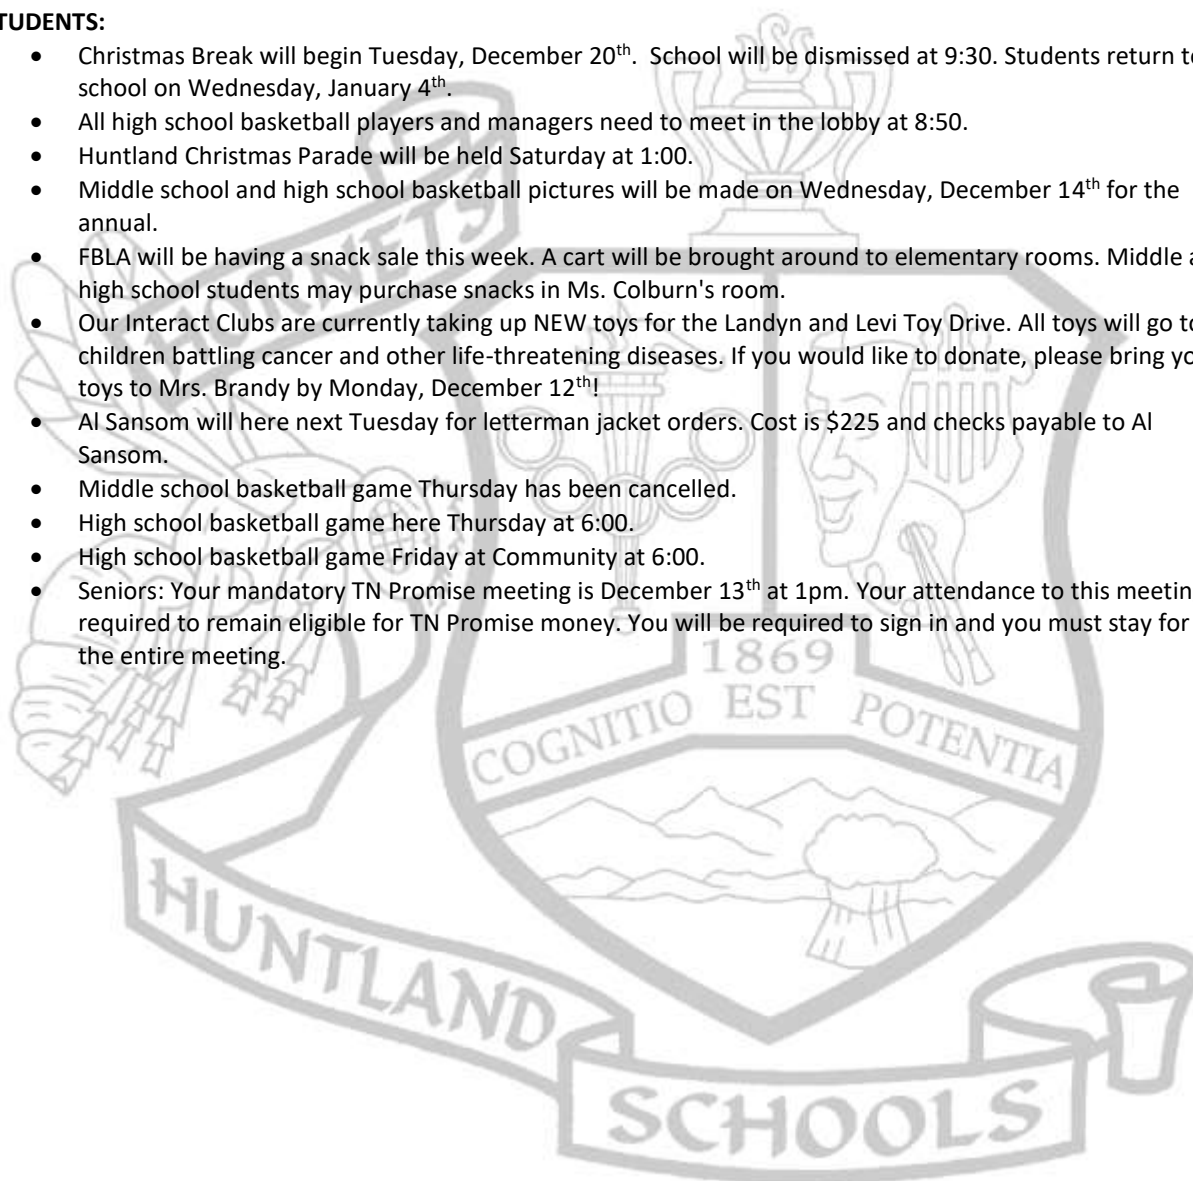 TUDENTS:
• Christmas Break will begin Tuesday, December 20th. School will be dismissed at 9:30. Students return to
school on Wednesday, January 4th.
• All high school basketball players and managers need to meet in the lobby at 8:50.
• Huntland Christmas Parade will be held Saturday at 1:00.
• Middle school and high school basketball pictures will be made on Wednesday, December 14th for the
annual.
• FBLA will be having a snack sale this week. A cart will be brought around to elementary rooms. Middle a
high school students may purchase snacks in Ms. Colburn's room.
• Our Interact Clubs are currently taking up NEW toys for the Landyn and Levi Toy Drive. All toys will go to
children battling cancer and other life-threatening diseases. If you would like to donate, please bring yo
toys to Mrs. Brandy by Monday, December 12th!
• Al Sansom will here next Tuesday for letterman jacket orders. Cost is $225 and checks payable to Al
Sansom.
• Middle school basketball game Thursday has been cancelled.
• High school basketball game here Thursday at 6:00.
• High school basketball game Friday at Community at 6:00.
• Seniors: Your mandatory TN Promise meeting is December 13th at 1pm. Your attendance to this meetin
required to remain eligible for TN Promise money. You will be required to sign in and you must stay for
the entire meeting.
HORNETS
1869
COGNITIO EST POTENTIA
HUNTLAND
SCHOOLS